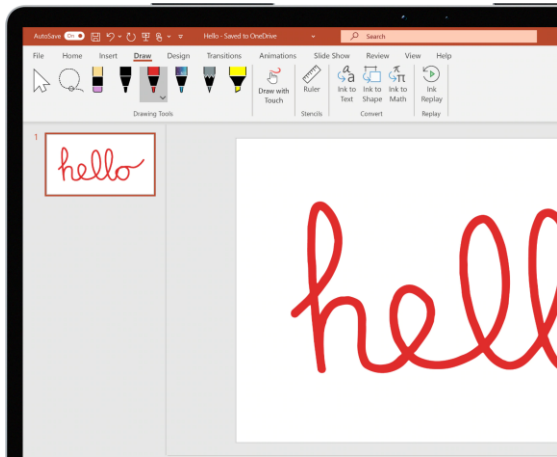 AutoSave On Hello - Saved to OneDrive Search
File Home Insert Draw Design Transitions Animations Slide Show Review View Help
Draw with Touch Ruler Ink to Text Ink to Shape Ink to Math Ink Replay
Drawing Tools Stencils Convert Replay
1
hello
hello